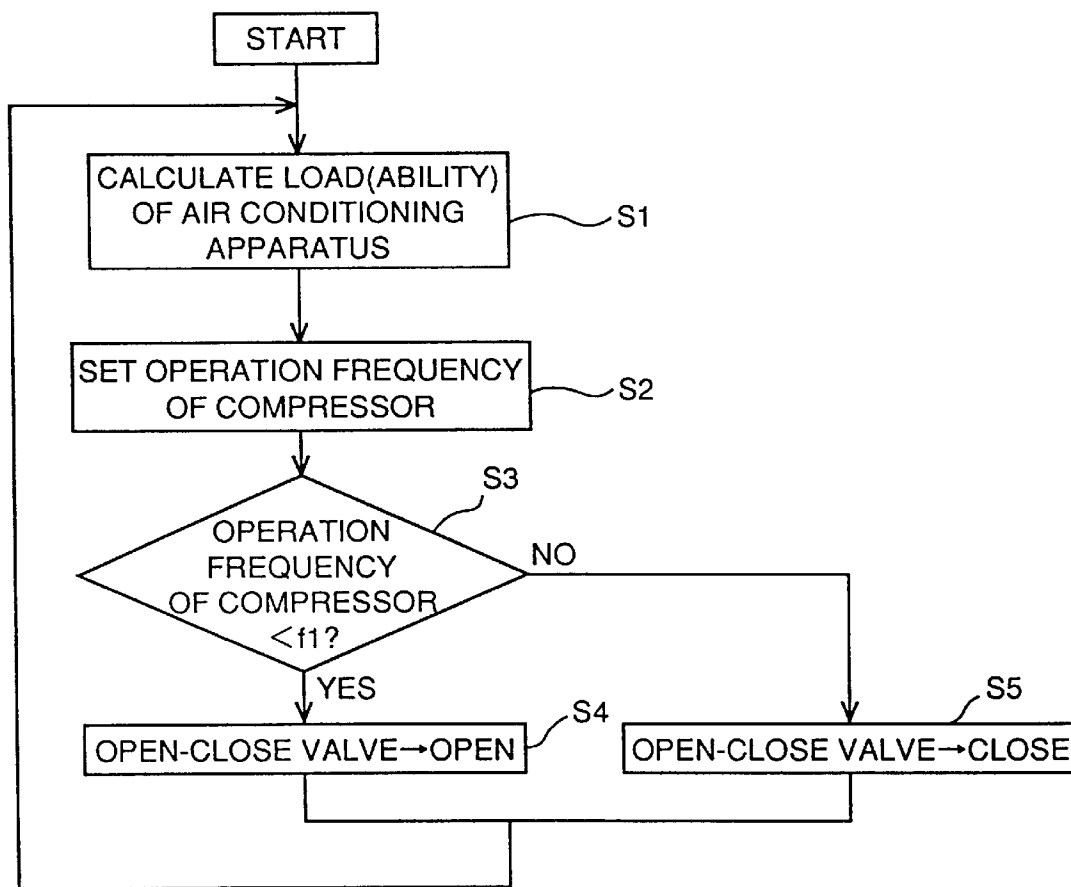 START
CALCULATE LOAD(ABILITY)
OF AIR CONDITIONING
APPARATUS
S1
SET OPERATION FREQUENCY
OF COMPRESSOR
S2
S3
OPERATION
FREQUENCY
OF COMPRESSOR
<f1?
NO
YES
S4
OPEN-CLOSE VALVE→OPEN
S5
OPEN-CLOSE VALVE→CLOSE